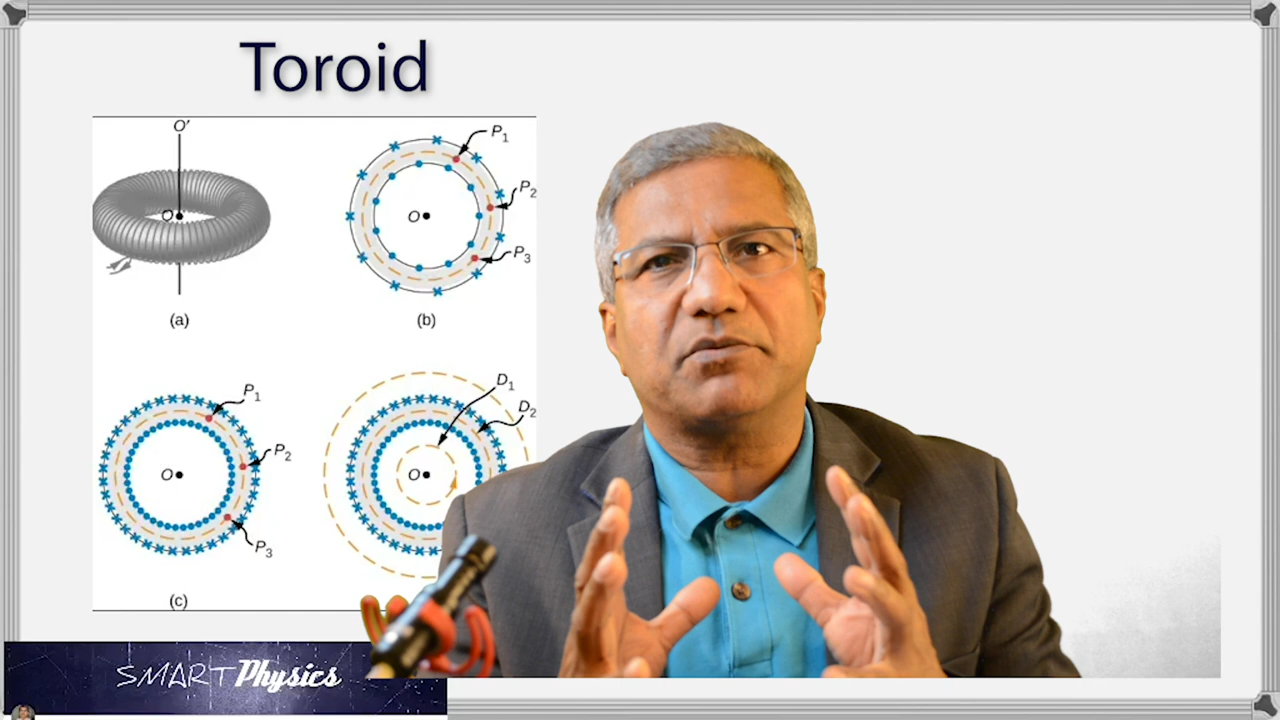 Toroid
O'
O
(a)
P1
P2
P3
O
(b)
P1
P2
P3
O
(c)
D1
D2
O
SMART Physics